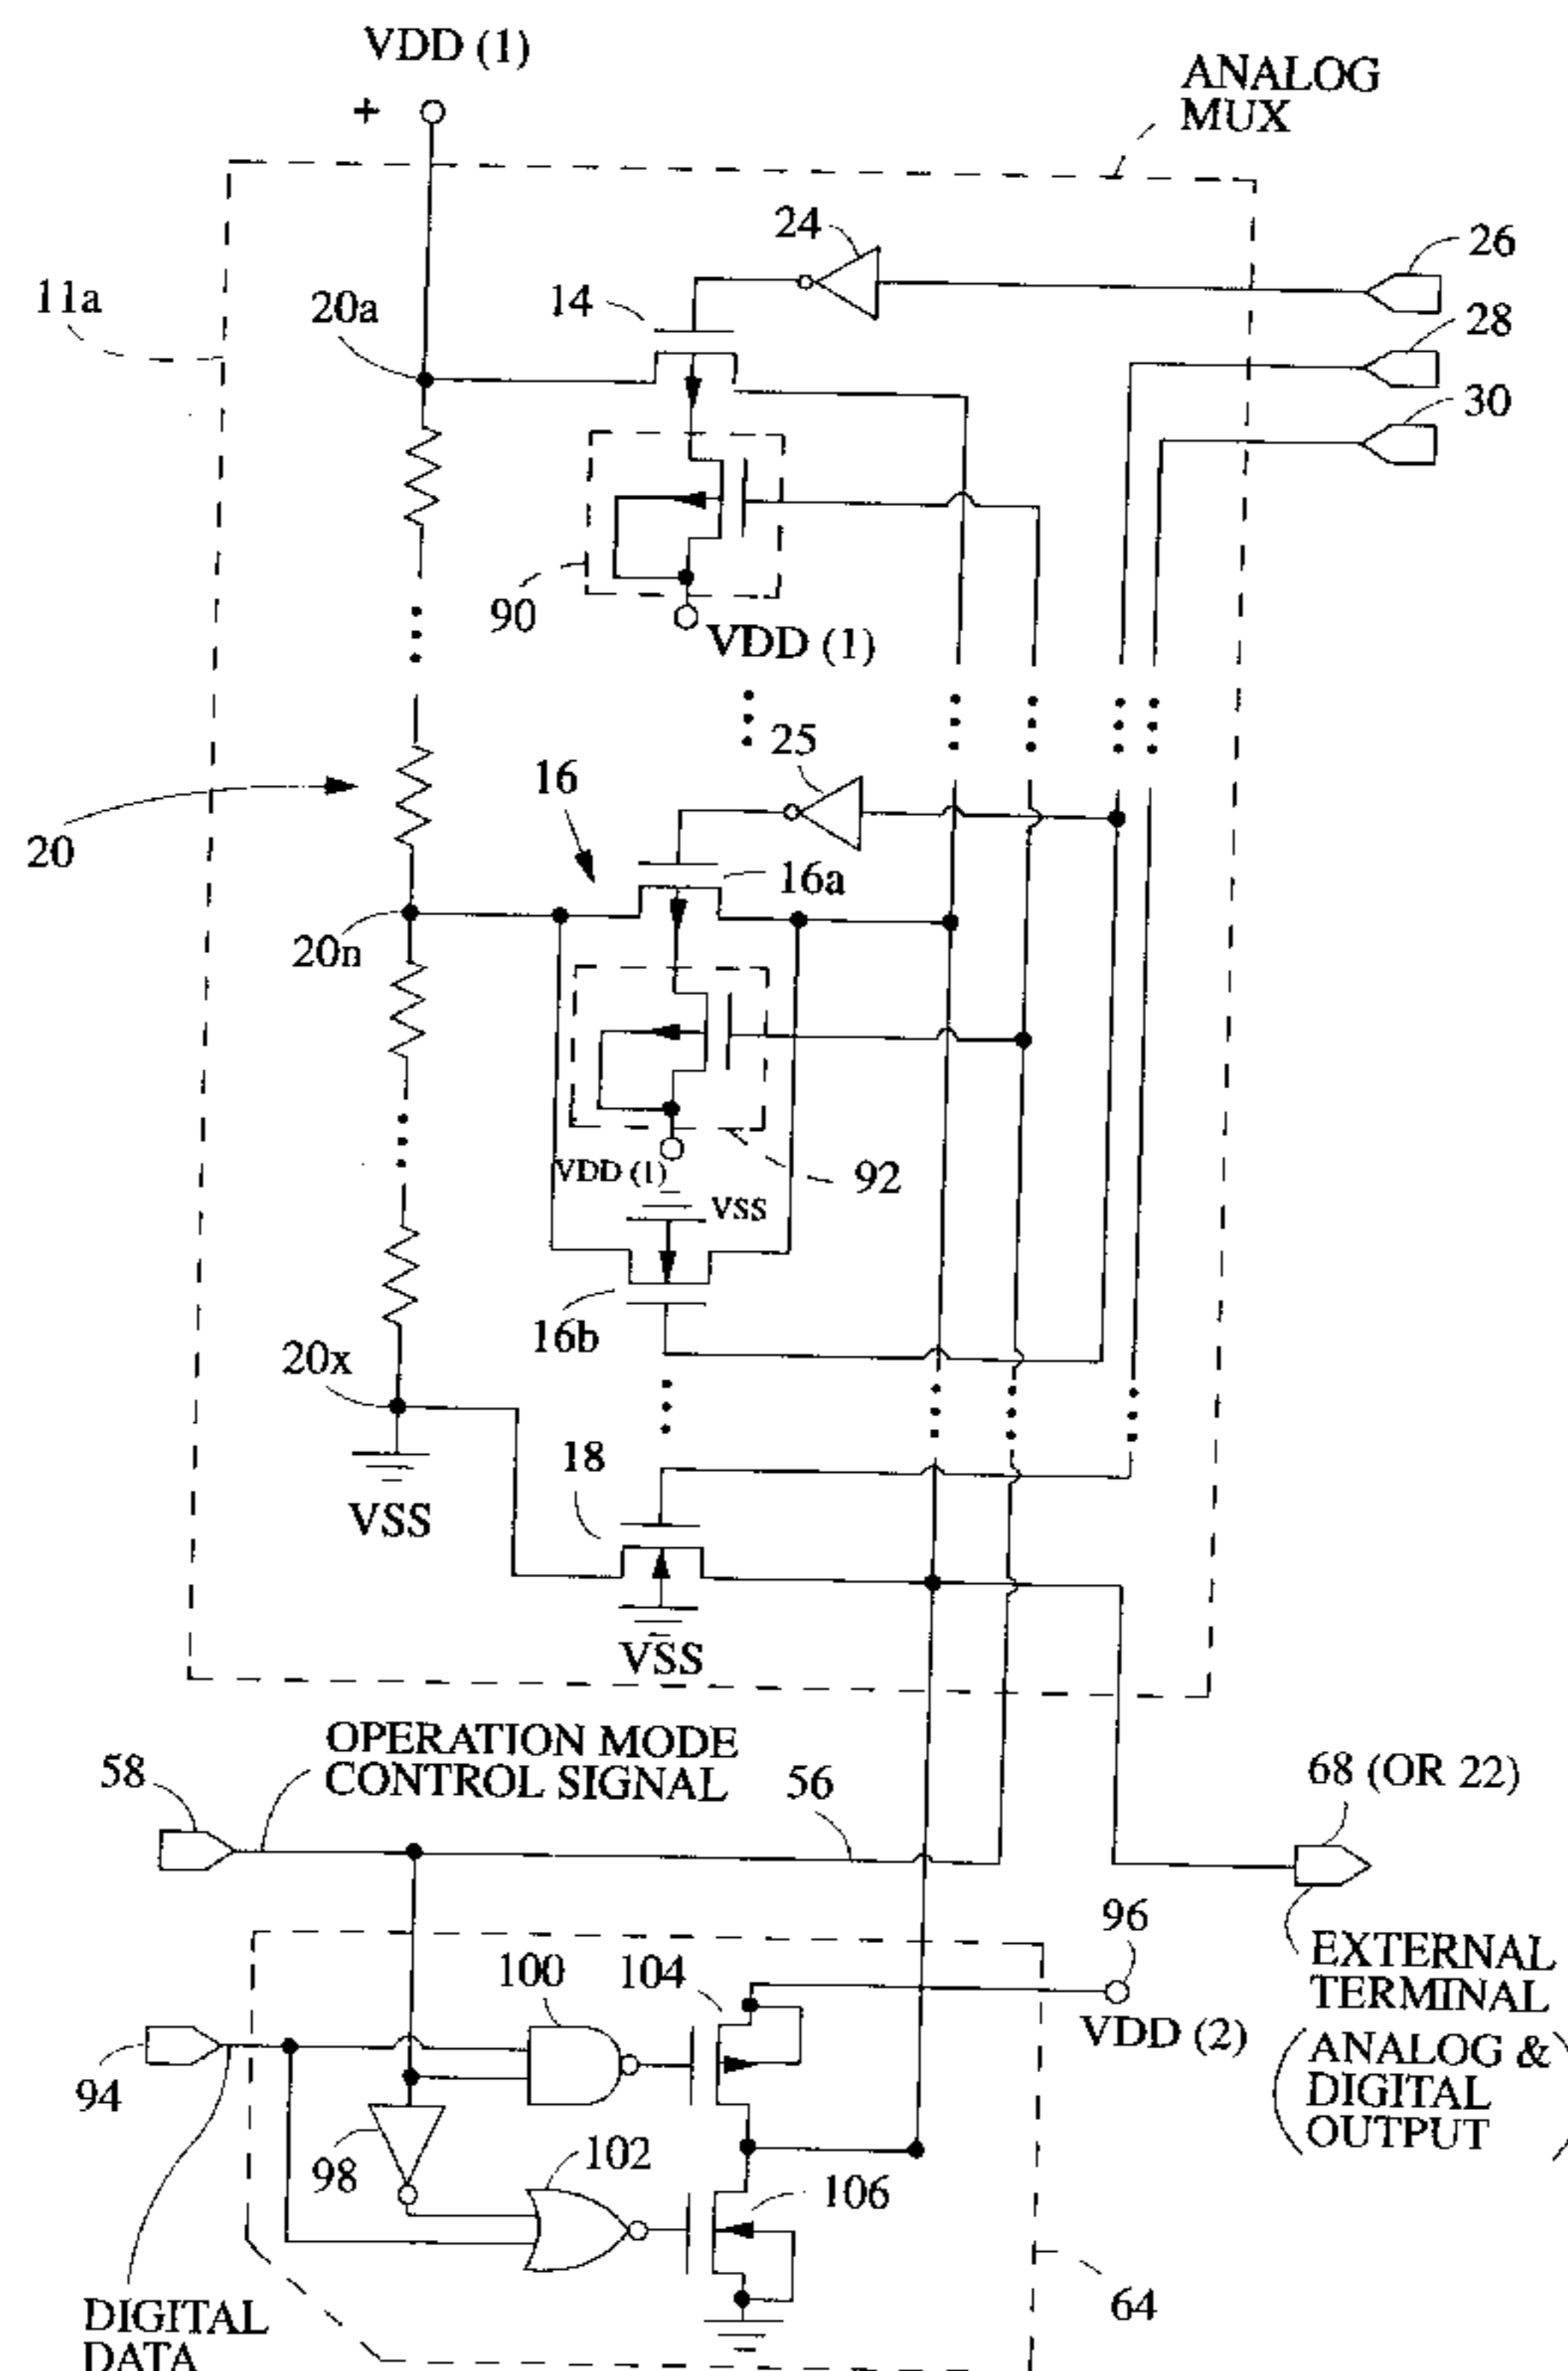 VDD (1)
+
ANALOG
MUX
24
26
11a
20a
14
28
30
90
VDD (1)
25
16
20
16a
20n
VDD (1)
92
VSS
16b
20x
18
VSS
VSS
OPERATION MODE
CONTROL SIGNAL
58
56
68 (OR 22)
96
100
104
EXTERNAL
TERMINAL
(ANALOG &
DIGITAL
OUTPUT)
VDD (2)
94
98
102
106
64
DIGITAL
DATA